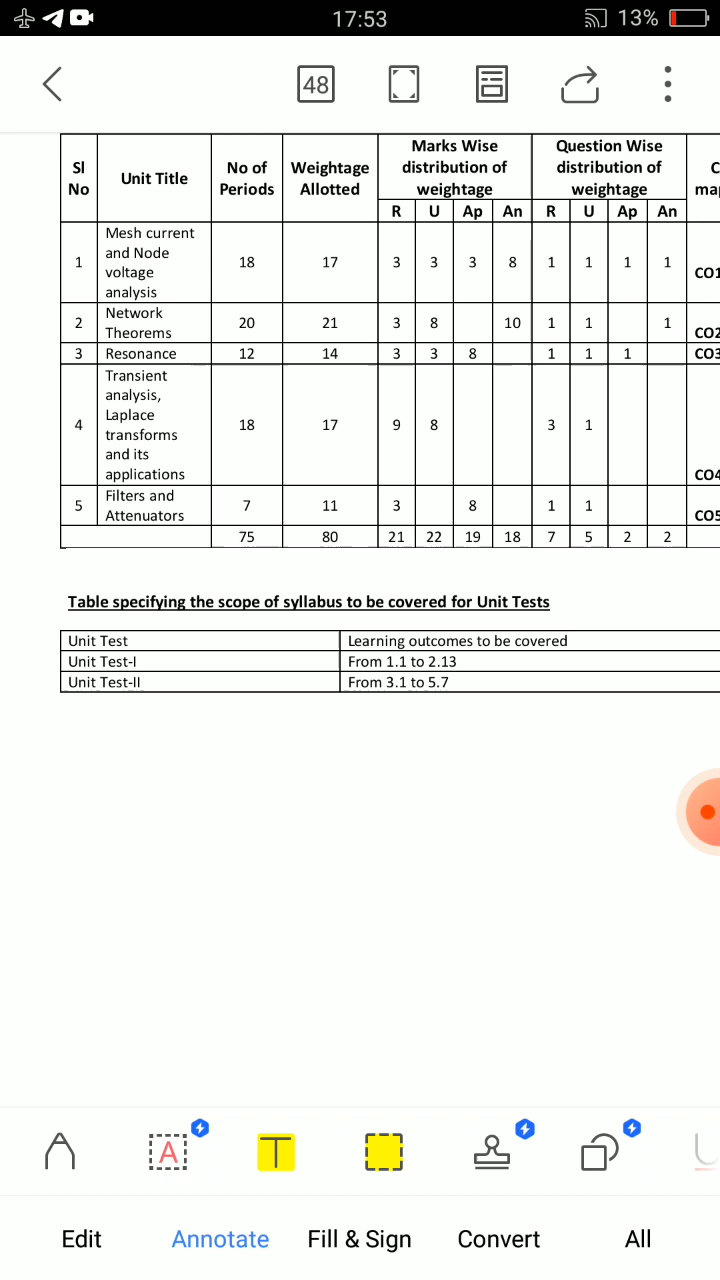 17:53
13%
48
Sl No Unit Title No of Periods Weightage Allotted Marks Wise distribution of weightage Question Wise distribution of weightage
R U Ap An R U Ap An
1 Mesh current and Node voltage analysis 18 17 3 3 3 8 1 1 1 1 CO1
2 Network Theorems 20 21 3 8 10 1 1 1 CO2
3 Resonance 12 14 3 3 8 1 1 1 CO3
4 Transient analysis, Laplace transforms and its applications 18 17 9 8 3 1 CO4
5 Filters and Attenuators 7 11 3 8 1 1 CO5
75 80 21 22 19 18 7 5 2 2
Table specifying the scope of syllabus to be covered for Unit Tests
Unit Test Learning outcomes to be covered
Unit Test-I From 1.1 to 2.13
Unit Test-II From 3.1 to 5.7
A T
Edit Annotate Fill & Sign Convert All